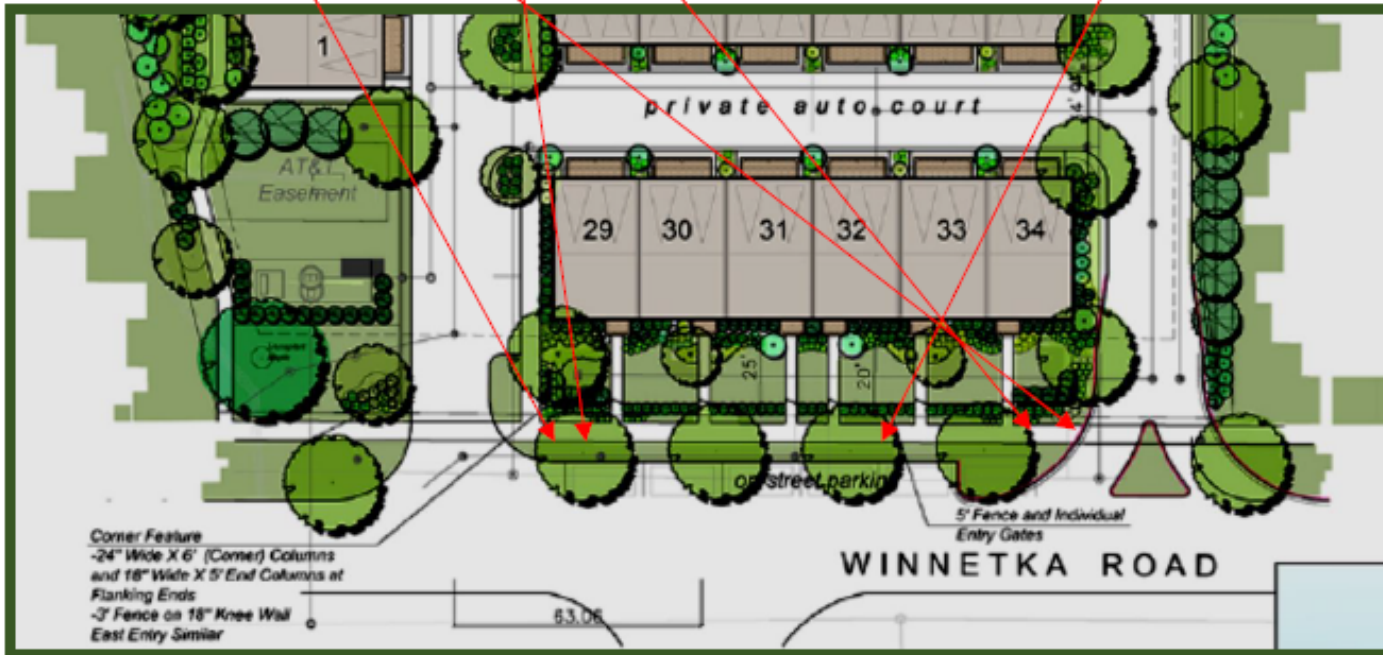 1
private auto court
4'
AT&T
Easement
29 30 31 32 33 34
25'
20'
on street parking
5' Fence and Individual
Entry Gates
Corner Feature
-24" Wide X 6' (Corner) Columns
and 18" Wide X 5' End Columns at
Flanking Ends
-3' Fence on 18" Knee Wall
East Entry Similar
WINNETKA ROAD
63.06